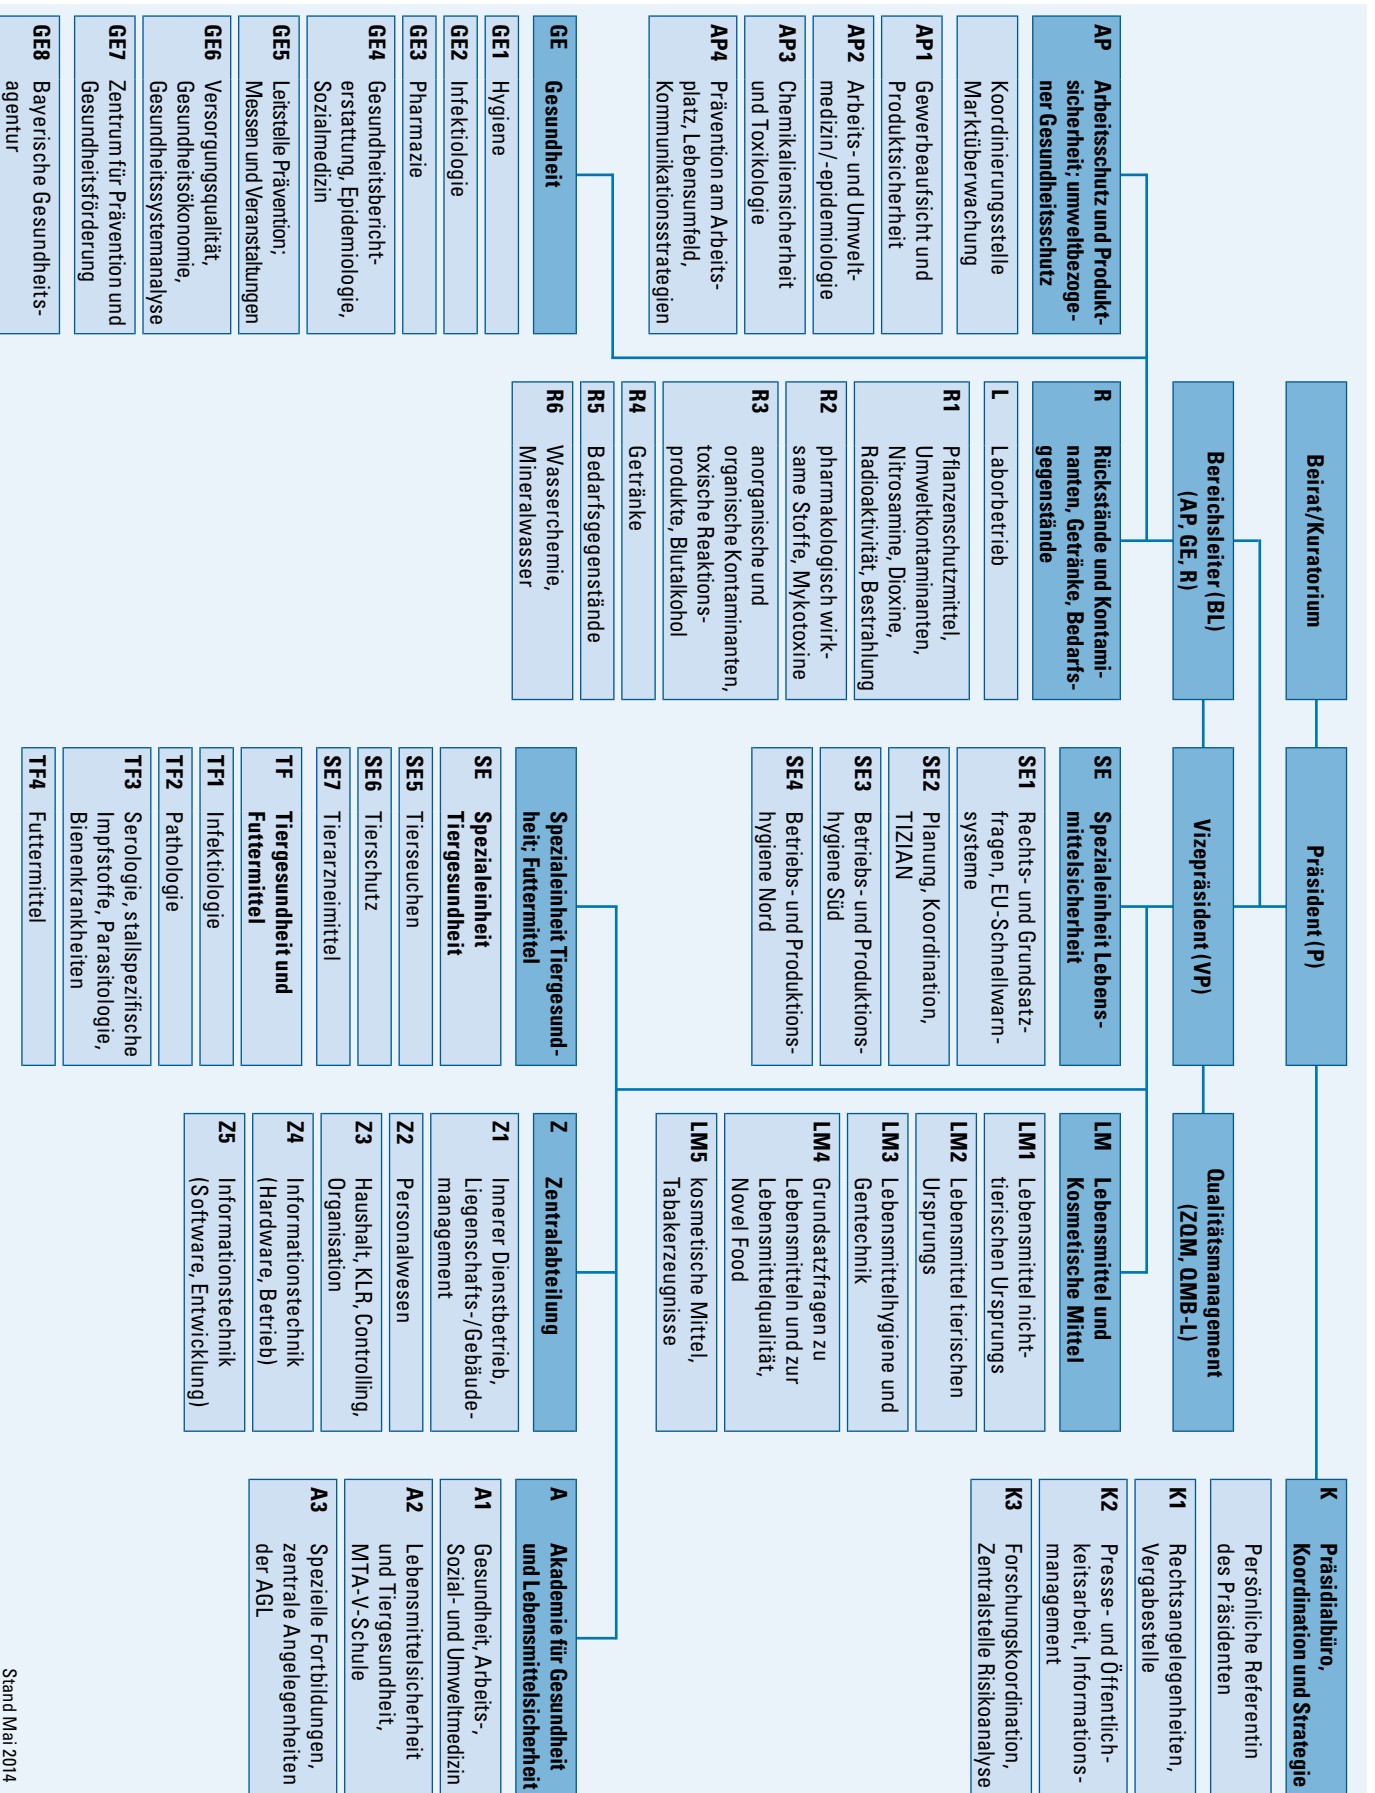 Beirat/Kuratorium
Präsident (P)
K Präsidialbüro,
Koordination und Strategie
Persönliche Referentin
des Präsidenten
K1 Rechtsangelegenheiten,
Vergabestelle
K2 Presse- und Öffentlich-
keitsarbeit, Informations-
management
K3 Forschungskoordination,
Zentralstelle Risikoanalyse
Bereichsleiter (BL)
(AP, GE, R)
Vizepräsident (VP)
Qualitätsmanagement
(ZQM, QMB-L)
AP Arbeitsschutz und Produkt-
sicherheit; umweltbezoge-
ner Gesundheitsschutz
Koordinierungsstelle
Marktüberwachung
AP1 Gewerbeaufsicht und
Produktsicherheit
AP2 Arbeits- und Umwelt-
medizin/-epidemiologie
AP3 Chemikaliensicherheit
und Toxikologie
AP4 Prävention am Arbeits-
platz, Lebensumfeld,
Kommunikationsstrategien
R Rückstände und Kontami-
nanten, Getränke, Bedarfs-
gegenstände
L Laborbetrieb
R1 Pflanzenschutzmittel,
Umweltkontaminanten,
Nitrosamine, Dioxine,
Radioaktivität, Bestrahlung
R2 pharmakologisch wirk-
same Stoffe, Mykotoxine
R3 anorganische und
organische Kontaminanten,
toxische Reaktions-
produkte, Blutalkohol
R4 Getränke
R5 Bedarfsgegenstände
R6 Wasserchemie,
Mineralwasser
SE Spezialeinheit Lebens-
mittelsicherheit
SE1 Rechts- und Grundsatz-
fragen, EU-Schnellwarn-
systeme
SE2 Planung, Koordination,
TIZIAN
SE3 Betriebs- und Produktions-
hygiene Süd
SE4 Betriebs- und Produktions-
hygiene Nord
LM Lebensmittel und
Kosmetische Mittel
LM1 Lebensmittel nicht-
tierischen Ursprungs
LM2 Lebensmittel tierischen
Ursprungs
LM3 Lebensmittelhygiene und
Gentechnik
LM4 Grundsatzfragen zu
Lebensmitteln und zur
Lebensmittelqualität,
Novel Food
LM5 kosmetische Mittel,
Tabakerzeugnisse
GE Gesundheit
GE1 Hygiene
GE2 Infektiologie
GE3 Pharmazie
GE4 Gesundheitsbericht-
erstattung, Epidemiologie,
Sozialmedizin
GE5 Leitstelle Prävention;
Messen und Veranstaltungen
GE6 Versorgungsqualität,
Gesundheitsökonomie,
Gesundheitssystemanalyse
GE7 Zentrum für Prävention und
Gesundheitsförderung
GE8 Bayerische Gesundheits-
agentur
Spezialeinheit Tiergesund-
heit; Futtermittel
SE Spezialeinheit
Tiergesundheit
SE5 Tierseuchen
SE6 Tierschutz
SE7 Tierarzneimittel
TF Tiergesundheit und
Futtermittel
TF1 Infektiologie
TF2 Pathologie
TF3 Serologie, stallspezifische
Impfstoffe, Parasitologie,
Bienenkrankheiten
TF4 Futtermittel
Z Zentralabteilung
Z1 Innerer Dienstbetrieb,
Liegenschafts-/Gebäude-
management
Z2 Personalwesen
Z3 Haushalt, KLR, Controlling,
Organisation
Z4 Informationstechnik
(Hardware, Betrieb)
Z5 Informationstechnik
(Software, Entwicklung)
A Akademie für Gesundheit
und Lebensmittelsicherheit
A1 Gesundheit, Arbeits-,
Sozial- und Umweltmedizin
A2 Lebensmittelsicherheit
und Tiergesundheit,
MTA-V-Schule
A3 Spezielle Fortbildungen,
zentrale Angelegenheiten
der AGL
Stand Mai 2014